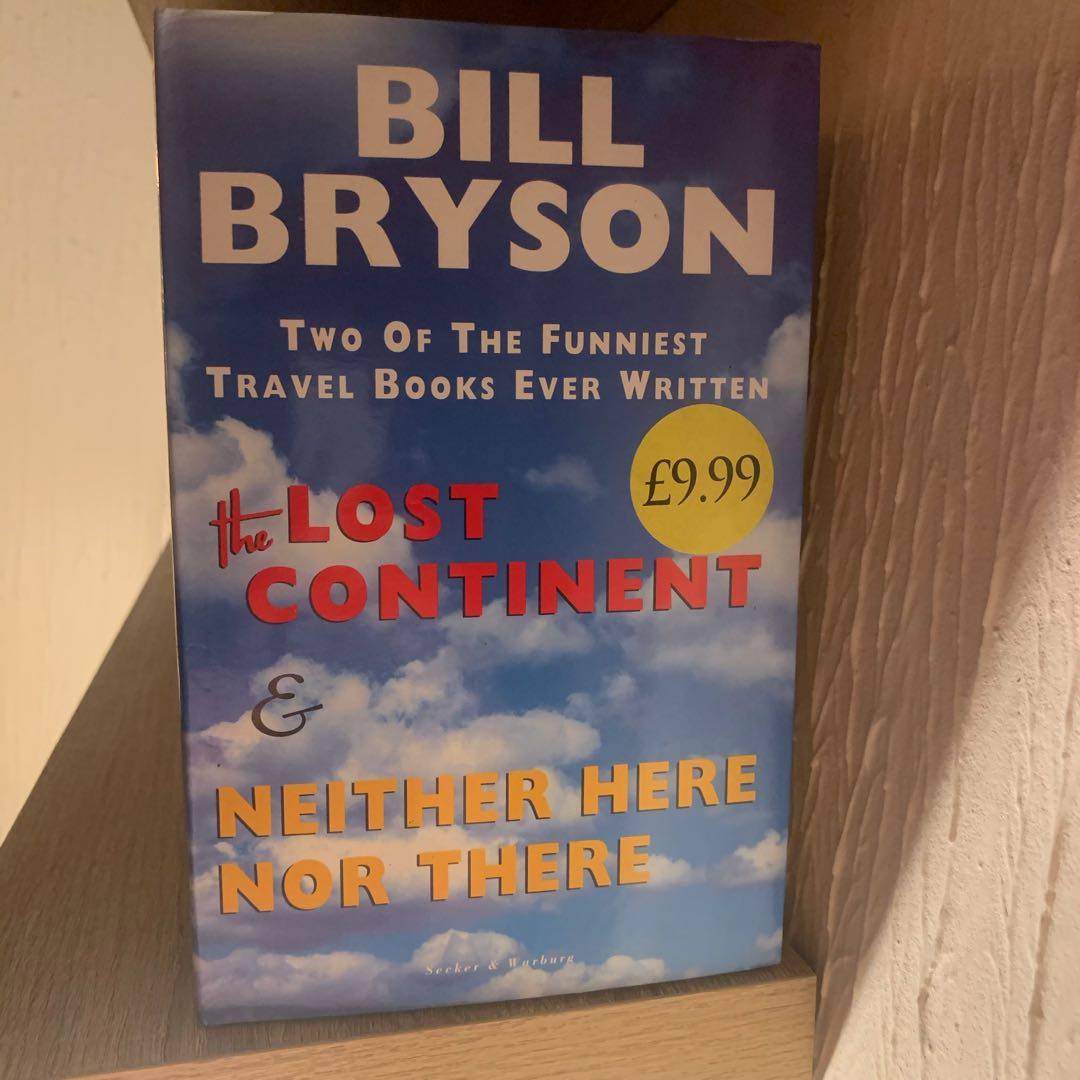 BILL
BRYSON
TWO OF THE FUNNIEST
TRAVEL BOOKS EVER WRITTEN
£9.99
the LOST
CONTINENT
&
NEITHER HERE
NOR THERE
Secker & Warburg